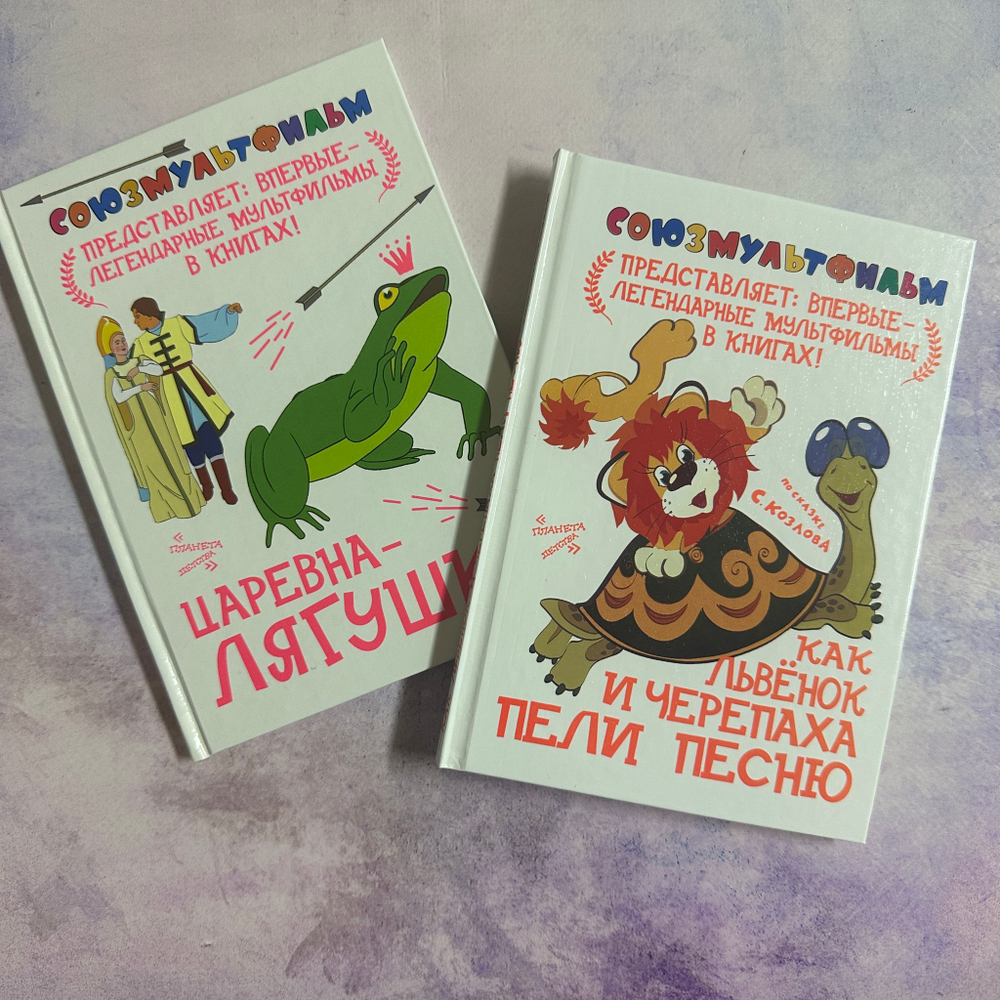 СОЮЗМУЛЬТФИЛЬМ
ПРЕДСТАВЛЯЕТ: ВПЕРВЫЕ–
ЛЕГЕНДАРНЫЕ МУЛЬТФИЛЬМЫ
В КНИГАХ!
«ПЛАНЕТА
ДЕТСТВА»
ЦАРЕВНА–
ЛЯГУШК
СОЮЗМУЛЬТФИЛЬМ
ПРЕДСТАВЛЯЕТ: ВПЕРВЫЕ–
ЛЕГЕНДАРНЫЕ МУЛЬТФИЛЬМЫ
В КНИГАХ!
ПО СКАЗКЕ
С. КОЗЛОВА
«ПЛАНЕТА
ДЕТСТВА»
КАК
ЛЬВЁНОК
И ЧЕРЕПАХА
ПЕЛИ ПЕСНЮ